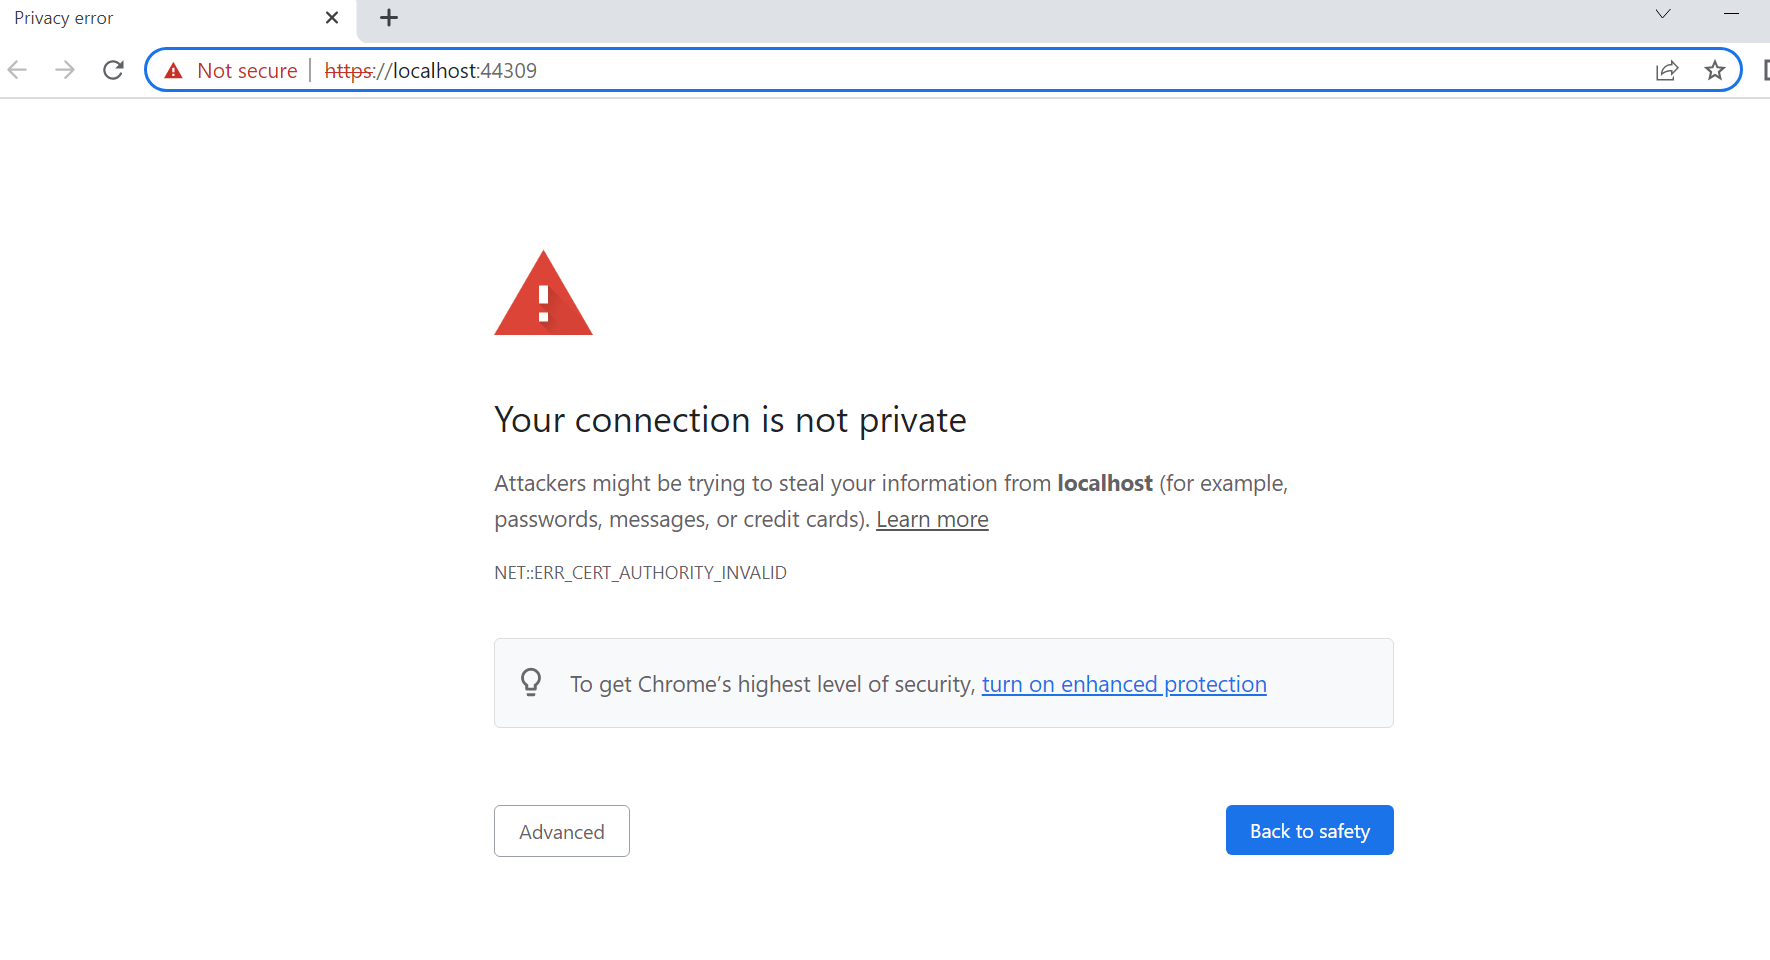 Privacy error
Not secure | https://localhost:44309
Your connection is not private
Attackers might be trying to steal your information from localhost (for example,
passwords, messages, or credit cards). Learn more
NET::ERR_CERT_AUTHORITY_INVALID
To get Chrome’s highest level of security, turn on enhanced protection
Advanced
Back to safety